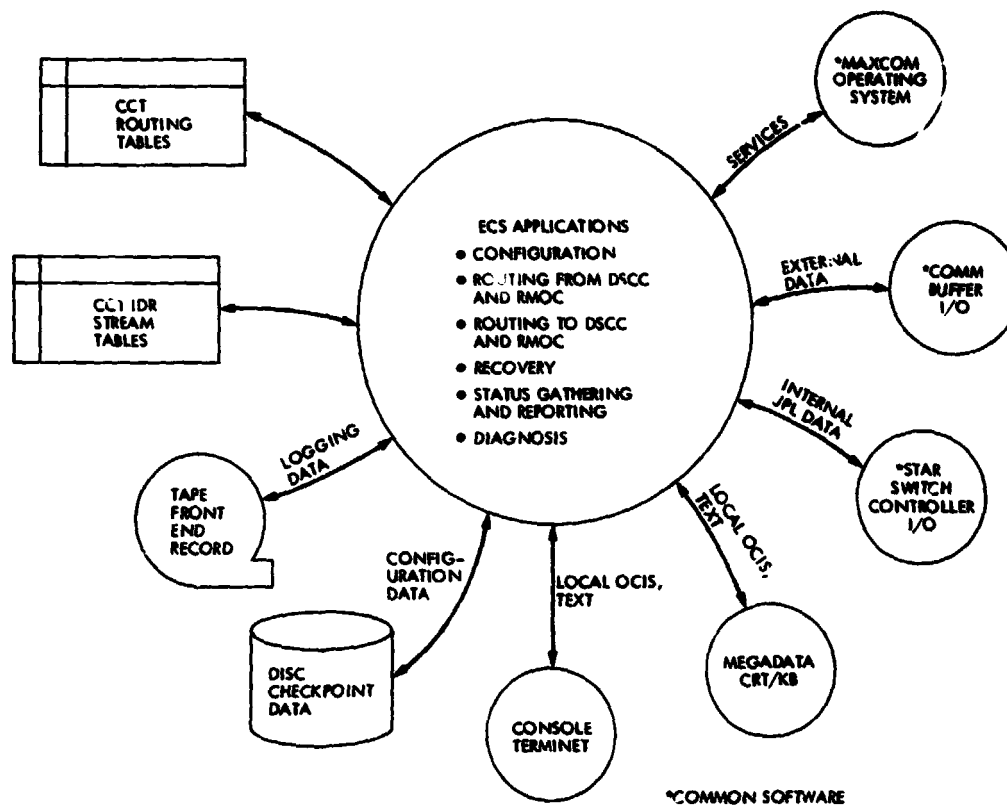 CCT
ROUTING
TABLES
CCT IDR
STREAM
TABLES
TAPE
FRONT
END
RECORD
LOGGING
DATA
DISC
CHECKPOINT
DATA
CONFIG-
URATION
DATA
ECS APPLICATIONS
• CONFIGURATION
• ROUTING FROM DSCC
AND RMOC
• ROUTING TO DSCC
AND RMOC
• RECOVERY
• STATUS GATHERING
AND REPORTING
• DIAGNOSIS
LOCAL OCIS,
TEXT
CONSOLE
TERMINET
LOCAL OCIS,
TEXT
MEGADATA
CRT/KB
INTERNAL
JPL DATA
*STAR
SWITCH
CONTROLLER
I/O
EXTERNAL
DATA
*COMM
BUFFER
I/O
SERVICES
*MAXCOM
OPERATING
SYSTEM
*COMMON SOFTWARE